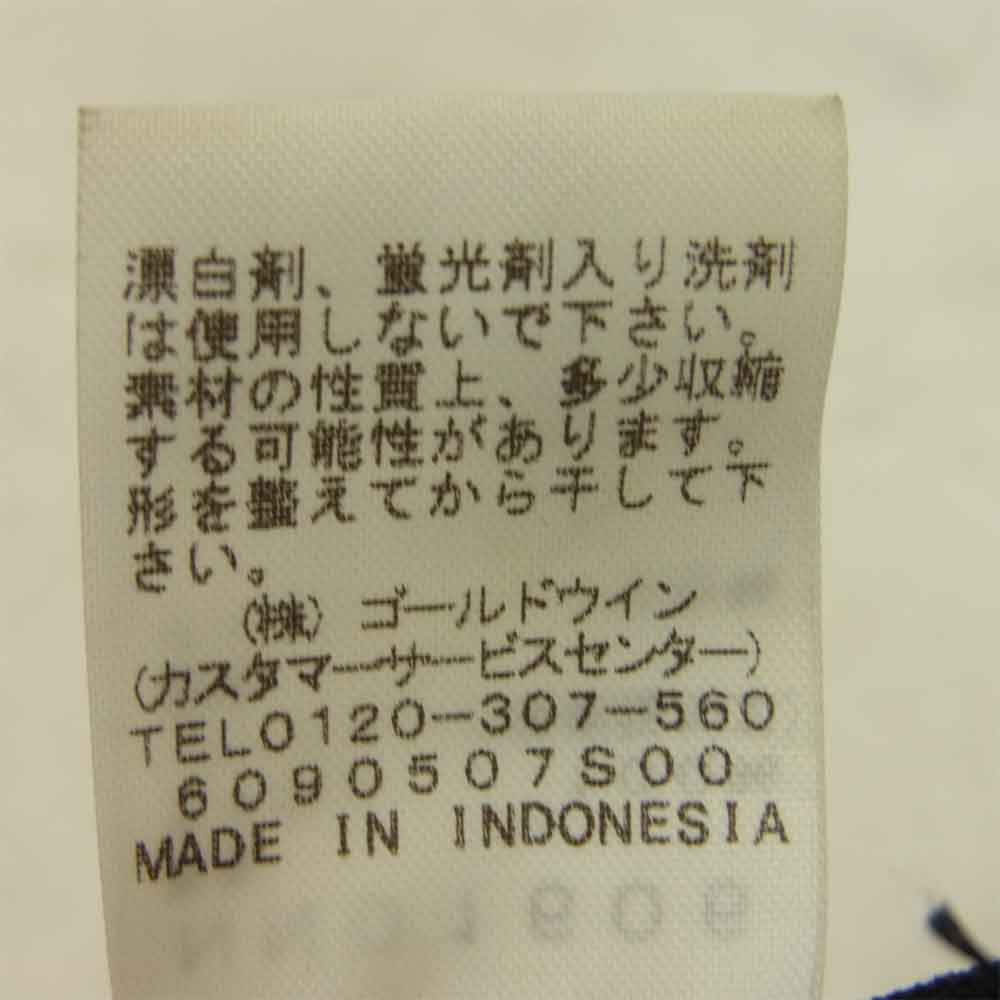 漂白剤、蛍光剤入り洗剤
は使用しないで下さい。
素材の性質上、多少収縮
する可能性があります。
形を整えてから干して下
さい。
(株) ゴールドウイン
(カスタマーサービスセンター)
TEL0120-307-560
6090507S00
MADE IN INDONESIA